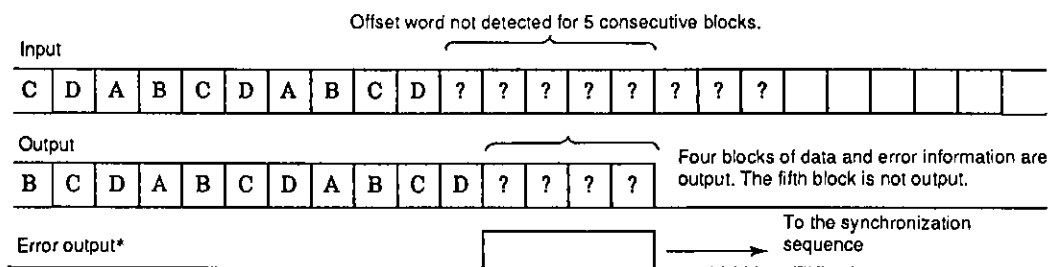 Offset word not detected for 5 consecutive blocks.
Input
C D A B C D A B C D ? ? ? ? ? ? ? ?
Output
B C D A B C D A B C D ? ? ? ?
Four blocks of data and error information are
output. The fifth block is not output.
To the synchronization
sequence
Error output*